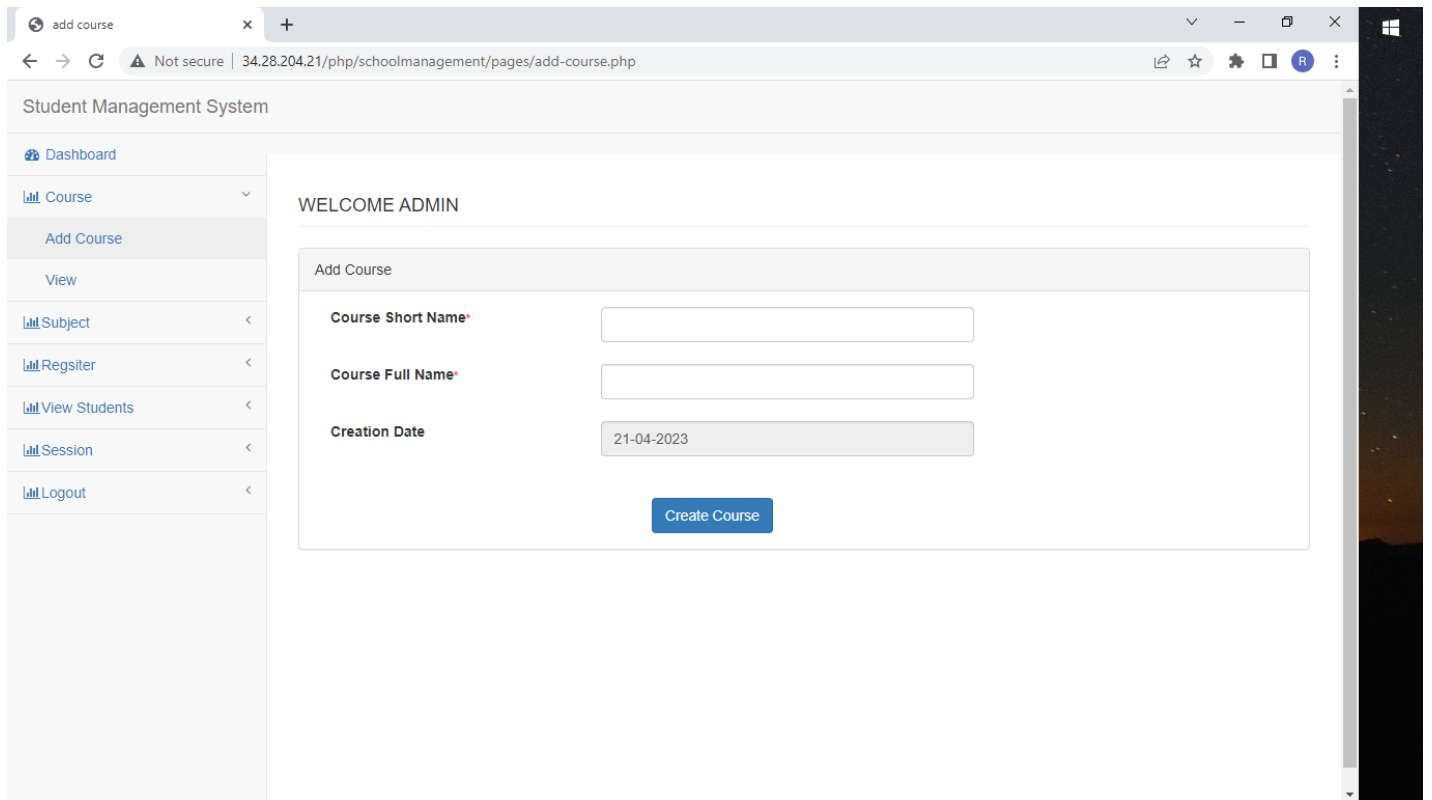 add course
Not secure | 34.28.204.21/php/schoolmanagement/pages/add-course.php
R
Student Management System
Dashboard
Course
Add Course
View
Subject
Regsiter
View Students
Session
Logout
WELCOME ADMIN
Add Course
Course Short Name*
Course Full Name*
Creation Date
21-04-2023
Create Course